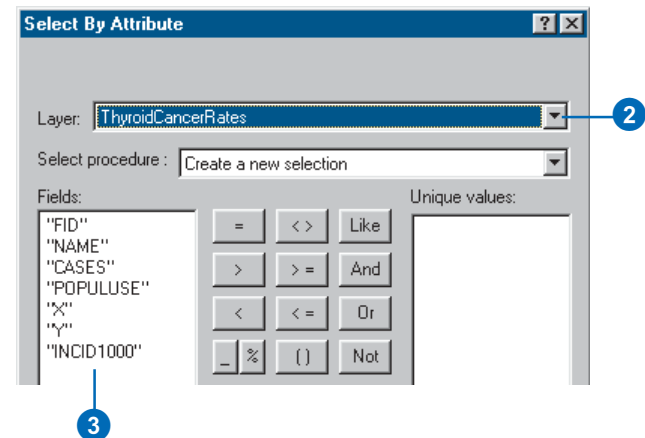 Select By Attribute ? X
Layer: ThyroidCancerRates 2
Select procedure : Create a new selection
Fields: Unique values:
"FID"
"NAME"
"CASES"
"POPULUSE"
"X"
"Y"
"INCID1000"
= < > Like
> > = And
< < = Or
_ % ( ) Not
3